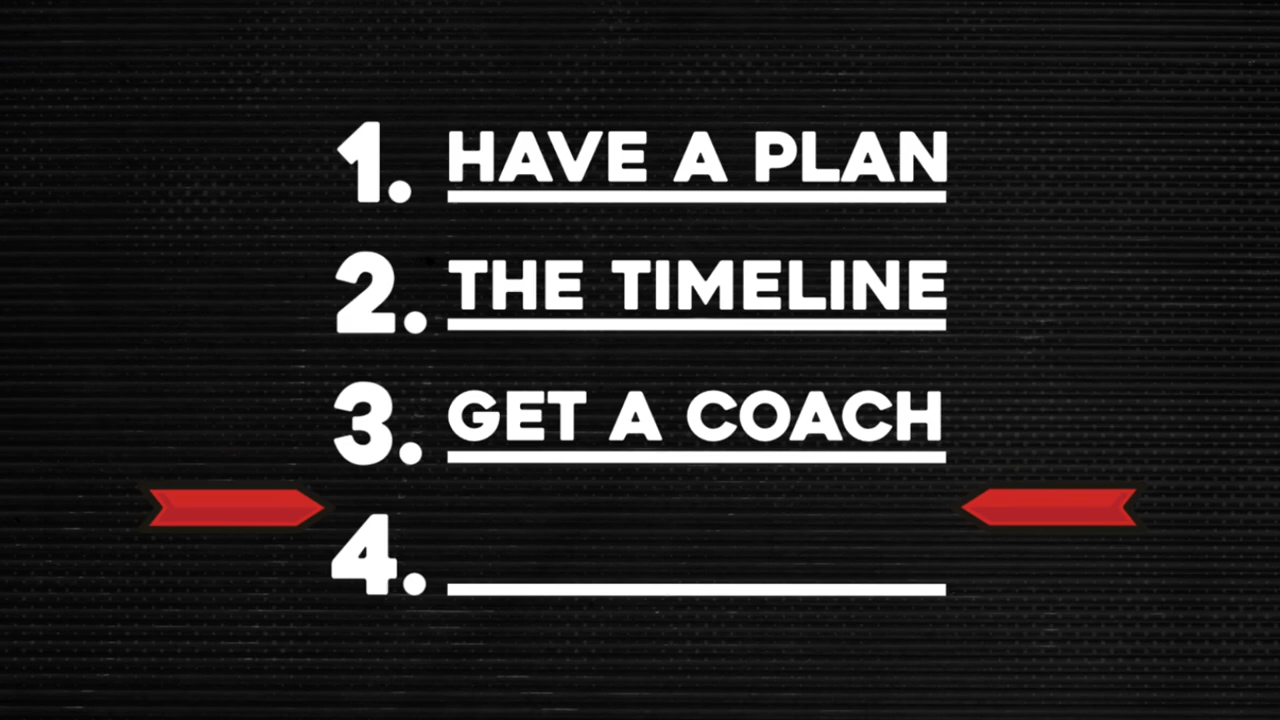 1. HAVE A PLAN
2. THE TIMELINE
3. GET A COACH
4.